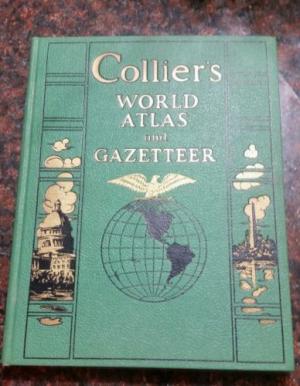 Collier's
WORLD
ATLAS
and
GAZETTEER